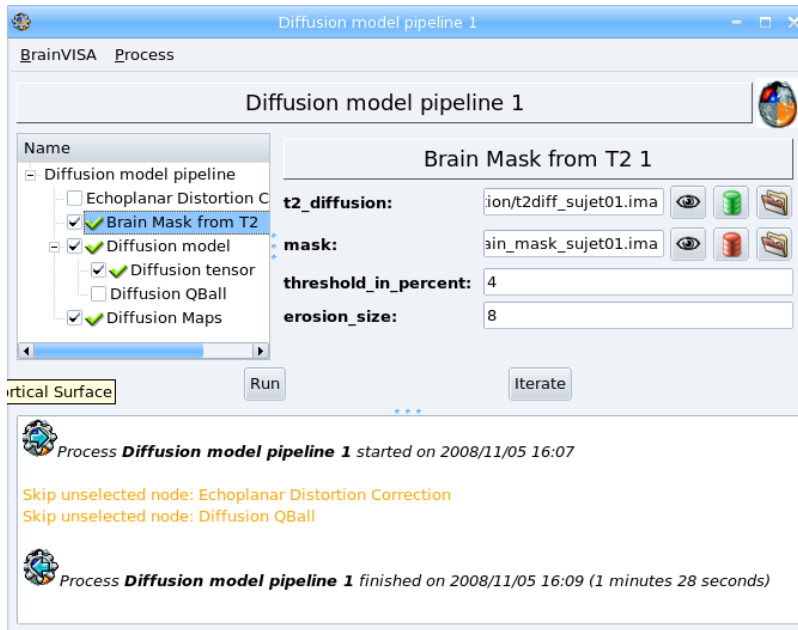 Diffusion model pipeline 1
BrainVISA Process
Diffusion model pipeline 1
Name
Diffusion model pipeline
Echoplanar Distortion C
Brain Mask from T2
Diffusion model
Diffusion tensor
Diffusion QBall
Diffusion Maps
Brain Mask from T2 1
t2_diffusion: ion/t2diff_sujet01.ima
mask: ain_mask_sujet01.ima
threshold_in_percent: 4
erosion_size: 8
rtical Surface
Run Iterate
Process Diffusion model pipeline 1 started on 2008/11/05 16:07
Skip unselected node: Echoplanar Distortion Correction
Skip unselected node: Diffusion QBall
Process Diffusion model pipeline 1 finished on 2008/11/05 16:09 (1 minutes 28 seconds)